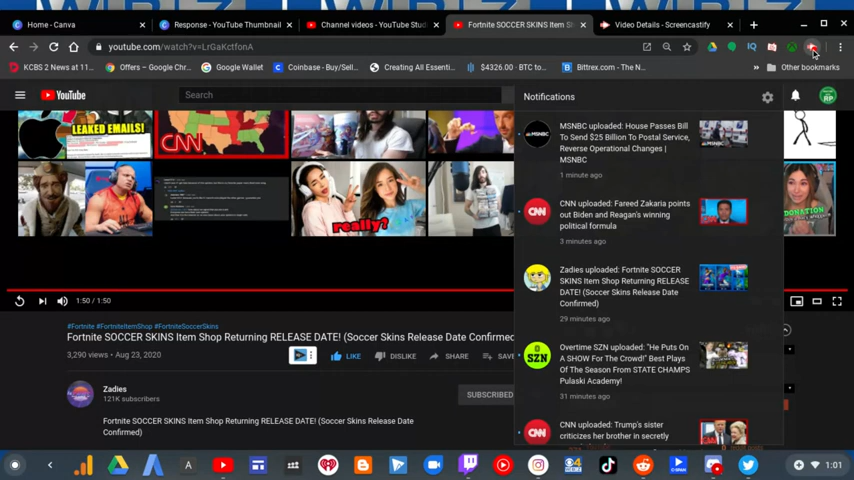 Home - Canva
Response - YouTube Thumbnail
Channel videos - YouTube Stud
Fortnite SOCCER SKINS Item Sh
Video Details - Screencastify
youtube.com/watch?v=LrGaKctfonA
KCBS 2 News at 11...
Offers – Google Chr...
Google Wallet
Coinbase - Buy/Sell...
Creating All Essenti...
$4326.00 - BTC to...
Bittrex.com - The N...
Other bookmarks
YouTube
Search
Notifications
RP
LEAKED EMAILS!
CNN
MSNBC
MSNBC uploaded: House Passes Bill
To Send $25 Billion To Postal Service,
Reverse Operational Changes |
MSNBC
1 minute ago
really?
DONATION
CNN
CNN uploaded: Fareed Zakaria points
out Biden and Reagan's winning
political formula
3 minutes ago
Zadies uploaded: Fortnite SOCCER
SKINS Item Shop Returning RELEASE
DATE! (Soccer Skins Release Date
Confirmed)
29 minutes ago
1:50 / 1:50
#Fortnite #FortniteItemShop #FortniteSoccerSkins
Fortnite SOCCER SKINS Item Shop Returning RELEASE DATE! (Soccer Skins Release Date Confirmed
3,290 views • Aug 23, 2020
LIKE
DISLIKE
SHARE
SAVE
SZN
Overtime SZN uploaded: "He Puts On
A SHOW For The Crowd!" Best Plays
Of The Season From STATE CHAMPS
Pulaski Academy!
31 minutes ago
Zadies
121K subscribers
SUBSCRIBED
Fortnite SOCCER SKINS Item Shop Returning RELEASE DATE! (Soccer Skins Release Date
Confirmed)
CNN
CNN uploaded: Trump's sister
criticizes her brother in secretly
1:01